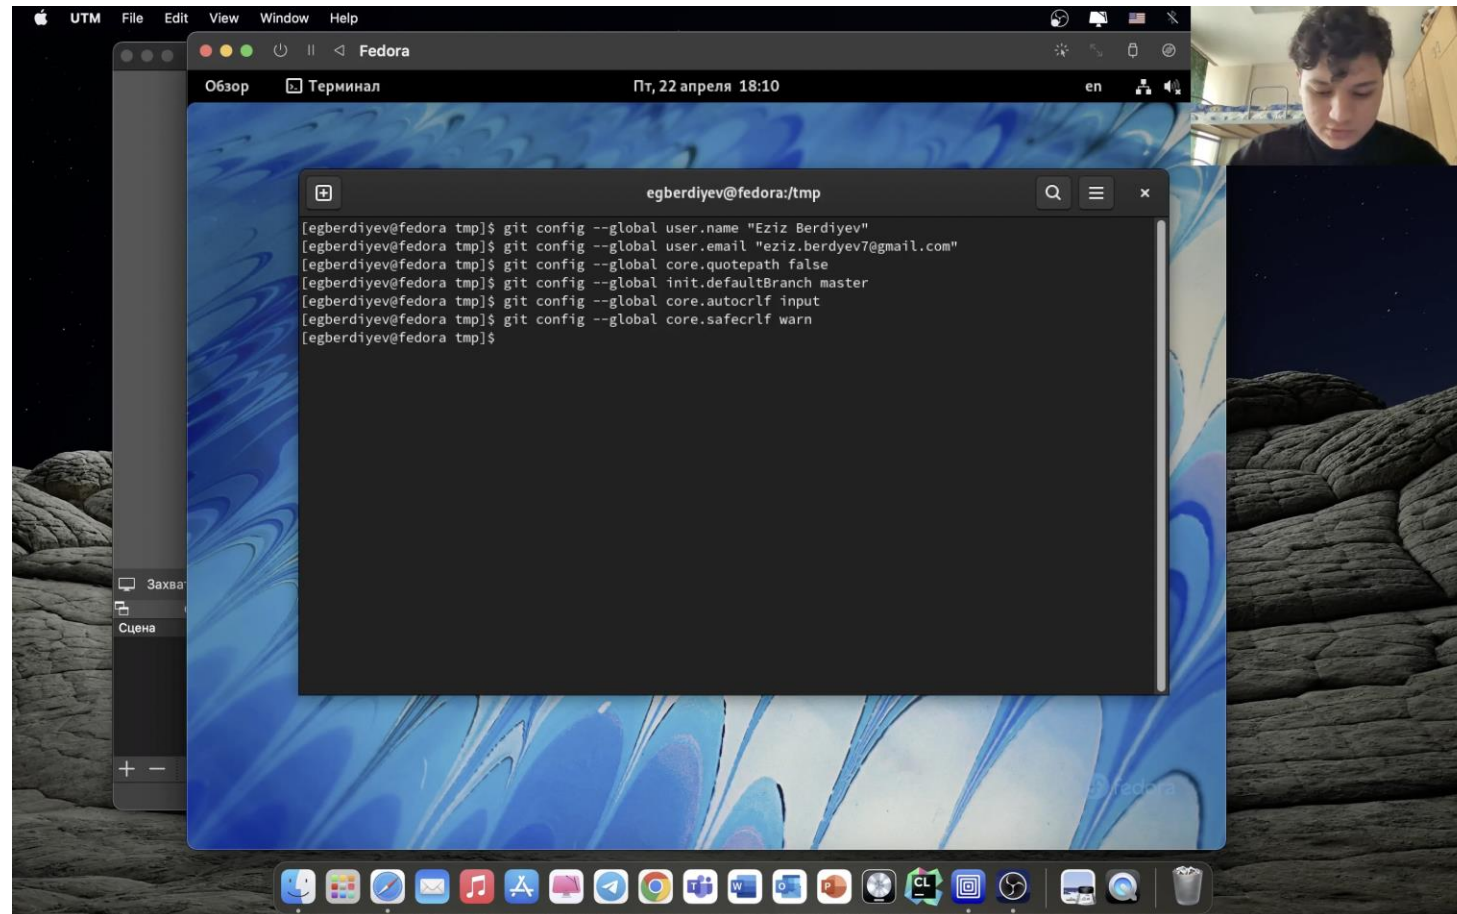 UTM File Edit View Window Help
Fedora
Обзор Терминал Пт, 22 апреля 18:10 en
egberdiyev@fedora:/tmp
[egberdiyev@fedora tmp]$ git config --global user.name "Eziz Berdiyev"
[egberdiyev@fedora tmp]$ git config --global user.email "eziz.berdyev7@gmail.com"
[egberdiyev@fedora tmp]$ git config --global core.quotepath false
[egberdiyev@fedora tmp]$ git config --global init.defaultBranch master
[egberdiyev@fedora tmp]$ git config --global core.autocrlf input
[egberdiyev@fedora tmp]$ git config --global core.safecrlf warn
[egberdiyev@fedora tmp]$
Захва
Сцена
fedora
CL